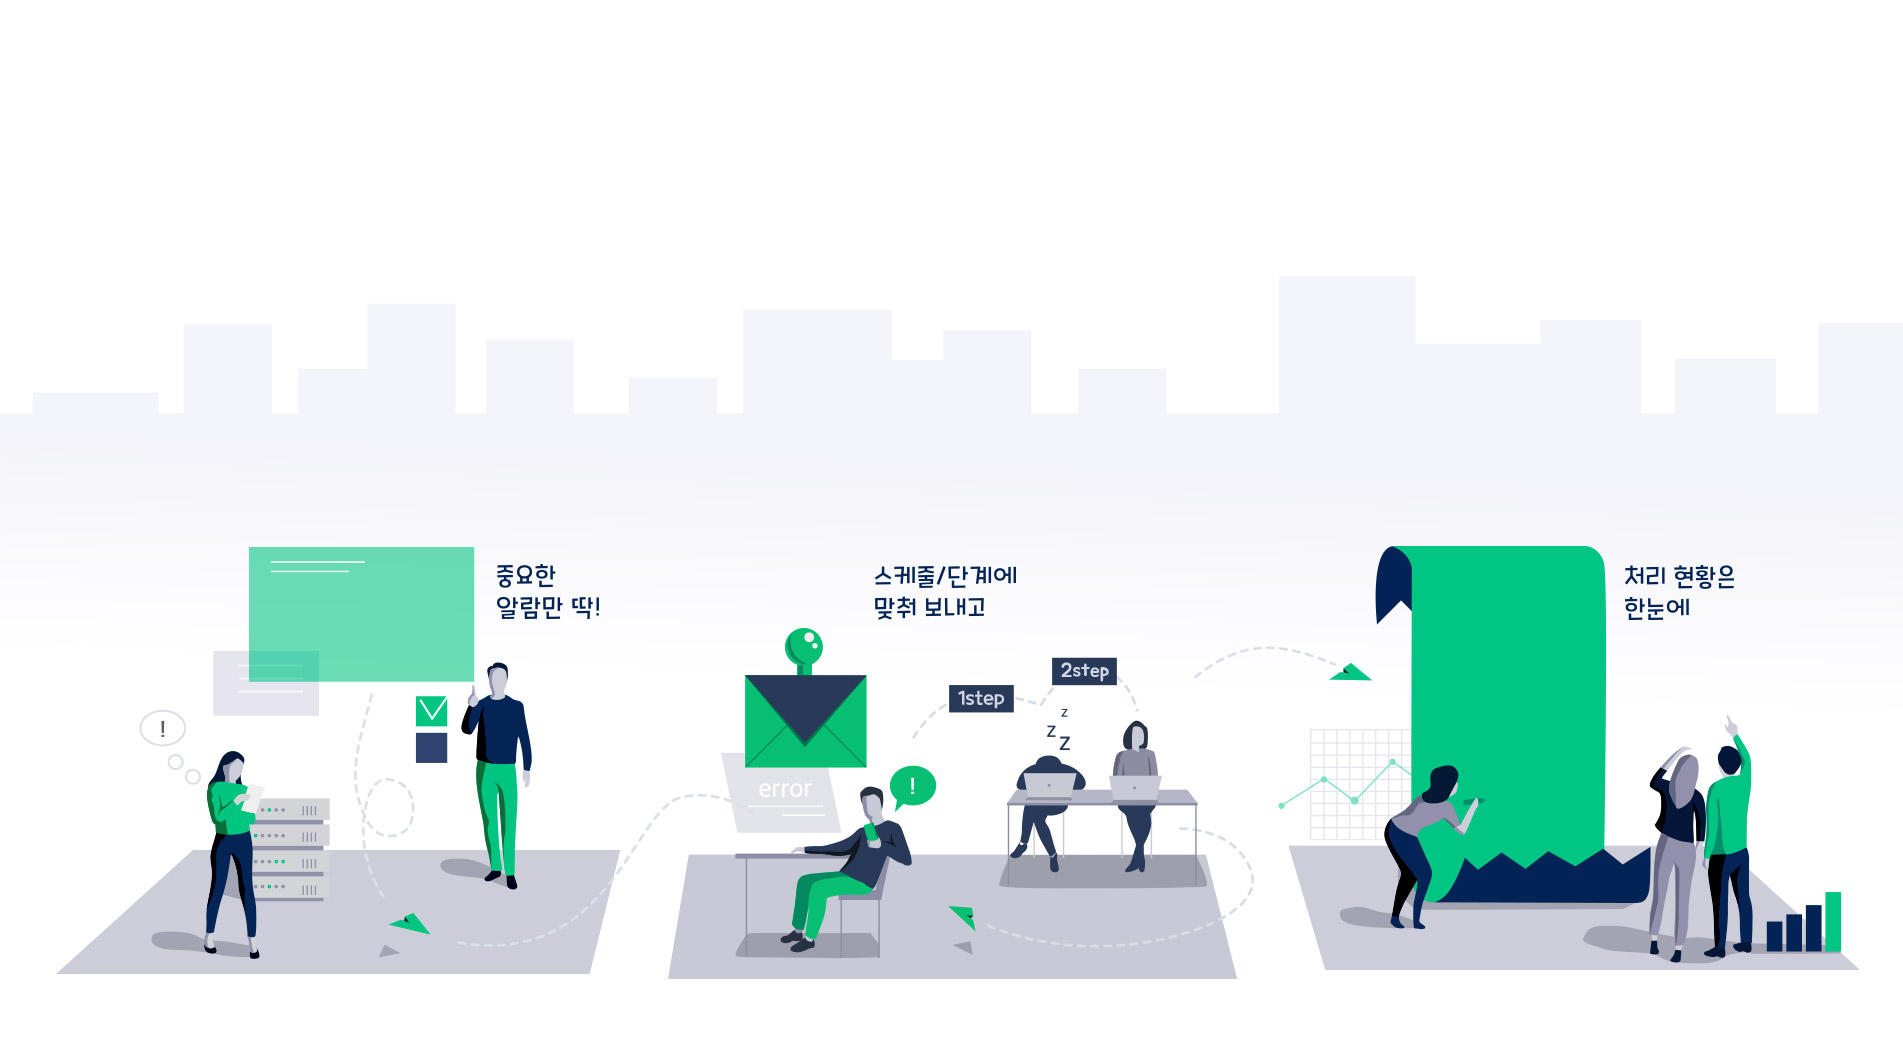 중요한
알람만 딱!
스케줄/단계에
맞춰 보내고
처리 현황은
한눈에
1step
2step
z
z
z
!
error
!